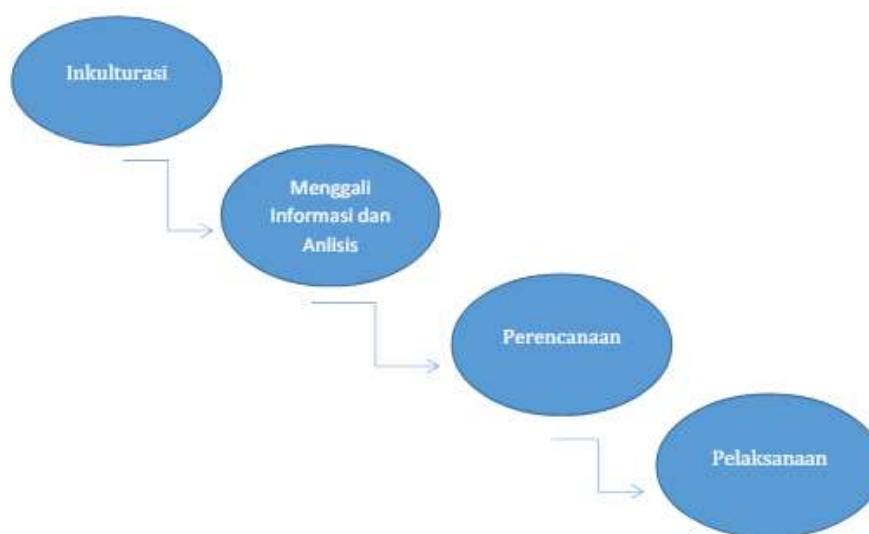 Inkulturasi
Menggali
Informasi dan
Anlisis
Perencanaan
Pelaksanaan